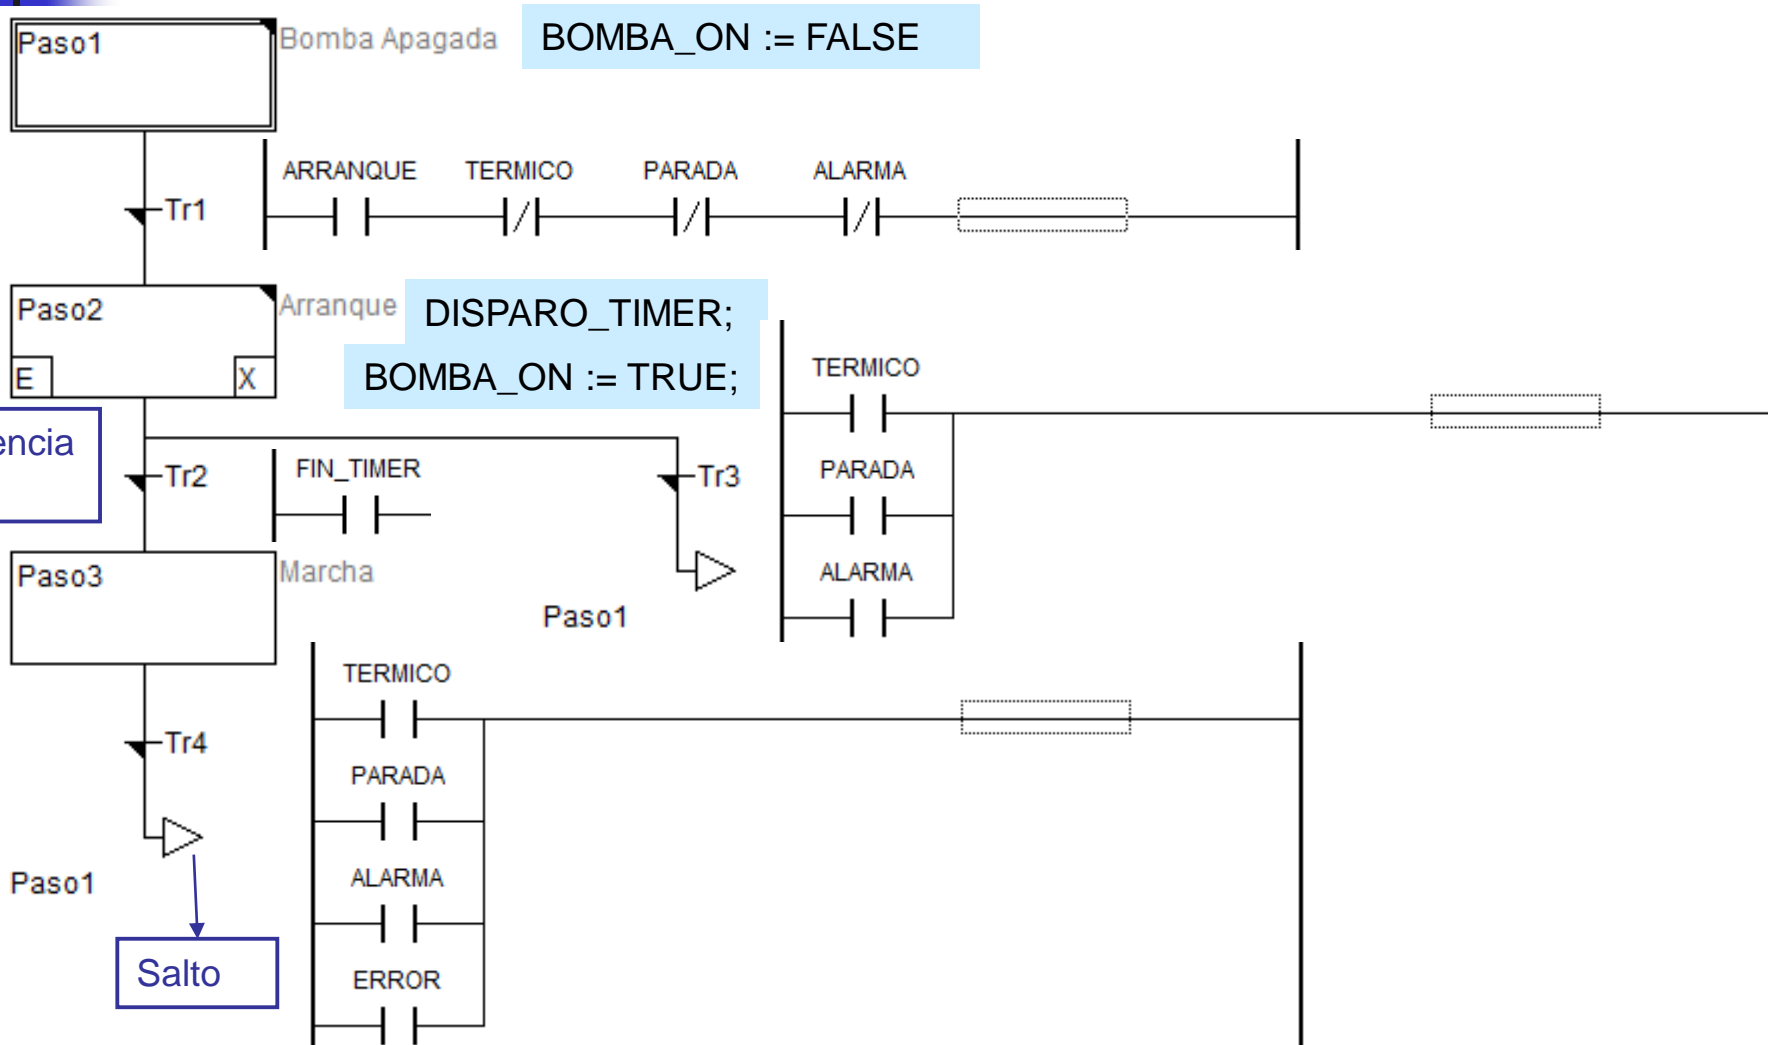 Paso1
Bomba Apagada
BOMBA_ON := FALSE
ARRANQUE TERMICO PARADA ALARMA
Tr1
Paso2
Arranque
DISPARO_TIMER;
E X
BOMBA_ON := TRUE;
TERMICO
Tr2
FIN_TIMER
Tr3
PARADA
Paso3
Marcha
ALARMA
Paso1
TERMICO
Tr4
PARADA
Paso1
ALARMA
Salto
ERROR